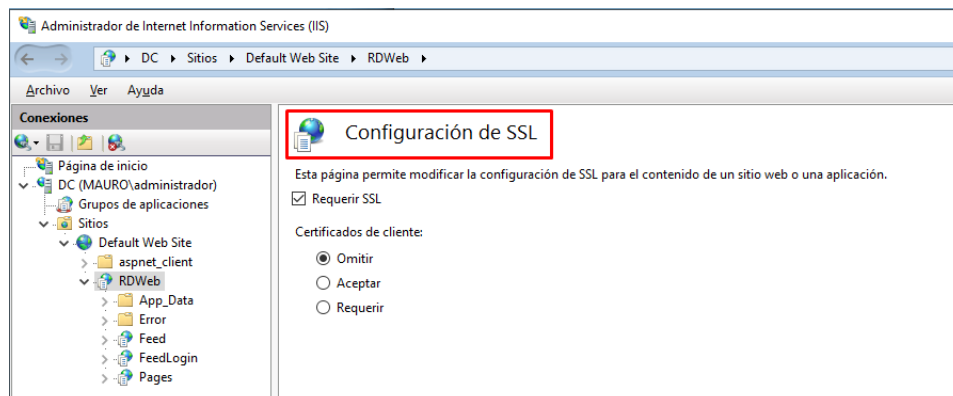 Administrador de Internet Information Services (IIS)
DC Sitios Default Web Site RDWeb
Archivo Ver Ayuda
Conexiones
Página de inicio
DC (MAURO\administrador)
Grupos de aplicaciones
Sitios
Default Web Site
aspnet_client
RDWeb
App_Data
Error
Feed
FeedLogin
Pages
Configuración de SSL
Esta página permite modificar la configuración de SSL para el contenido de un sitio web o una aplicación.
Requerir SSL
Certificados de cliente:
Omitir
Aceptar
Requerir